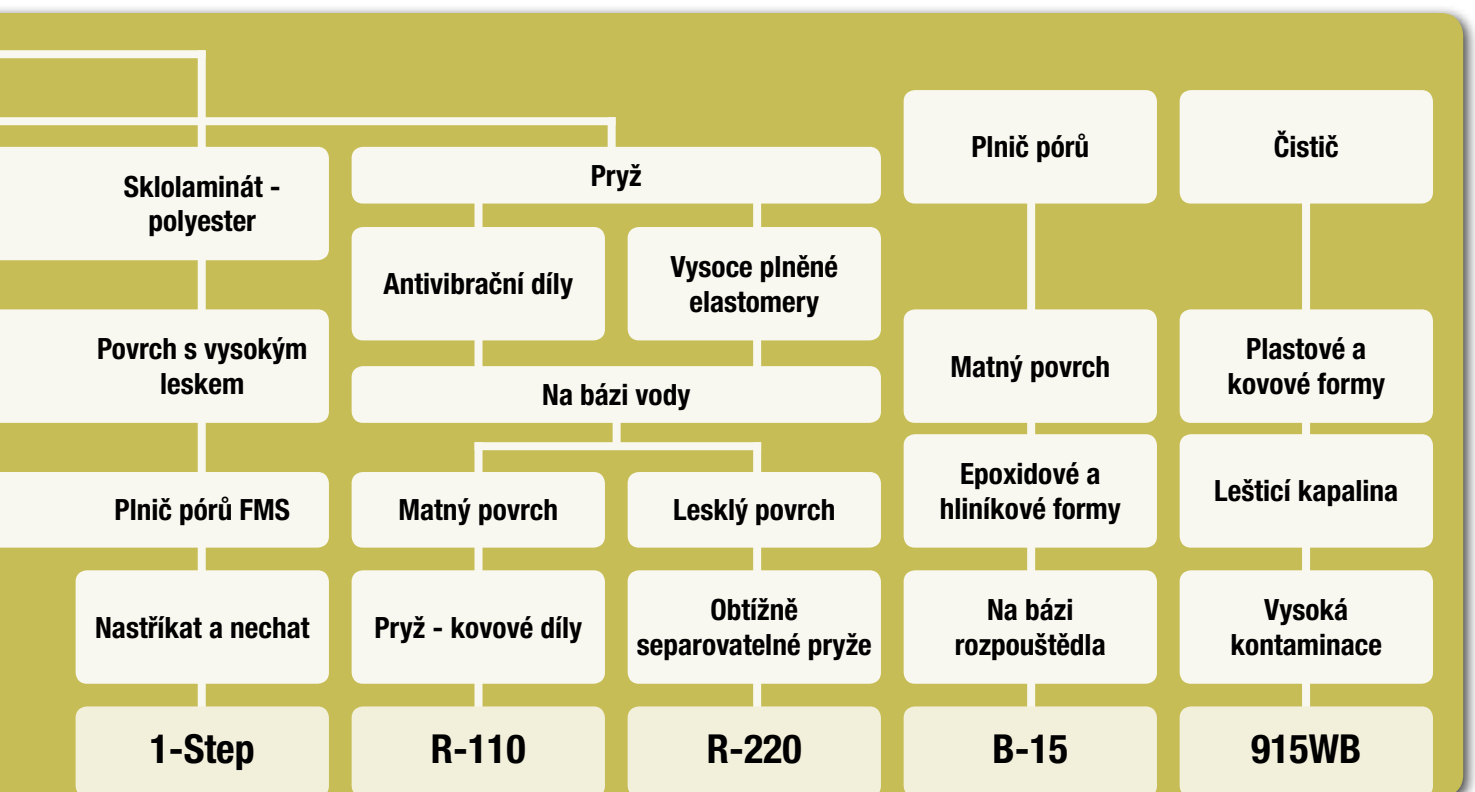 Sklolaminát -
polyester
Povrch s vysokým
leskem
Plnič pórů FMS
Nastříkat a nechat
1-Step
Pryž
Antivibrační díly
Vysoce plněné
elastomery
Na bázi vody
Matný povrch
Pryž - kovové díly
R-110
Lesklý povrch
Obtížně
separovatelné pryže
R-220
Plnič pórů
Matný povrch
Epoxidové a
hliníkové formy
Na bázi
rozpouštědla
B-15
Čistič
Plastové a
kovové formy
Lešticí kapalina
Vysoká
kontaminace
915WB